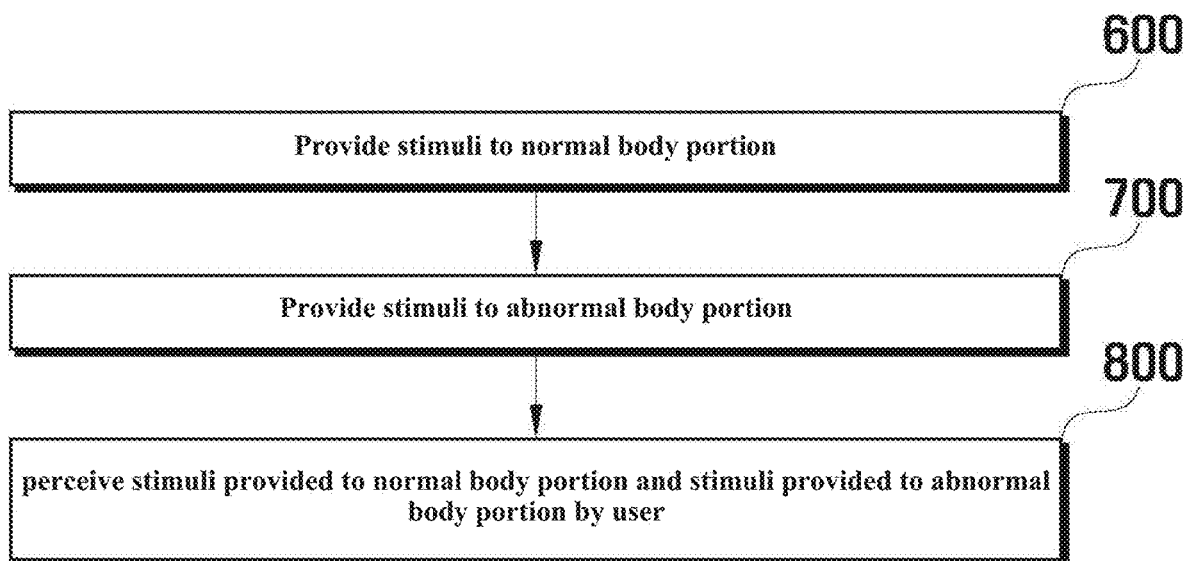 600
Provide stimuli to normal body portion
700
Provide stimuli to abnormal body portion
800
perceive stimuli provided to normal body portion and stimuli provided to abnormal
body portion by user